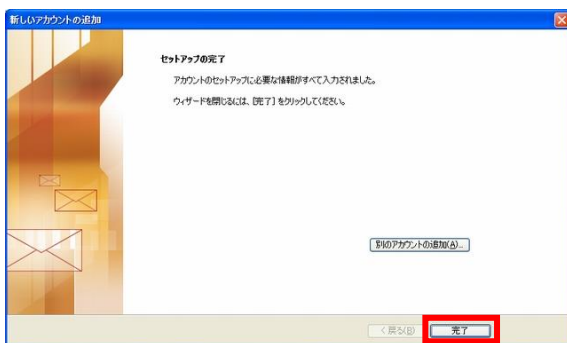 新しいアカウントの追加
セットアップの完了
アカウントのセットアップに必要な情報がすべて入力されました。
ウィザードを閉じるには、[完了] をクリックしてください。
別のアカウントの追加(A)...
< 戻る(B)
完了